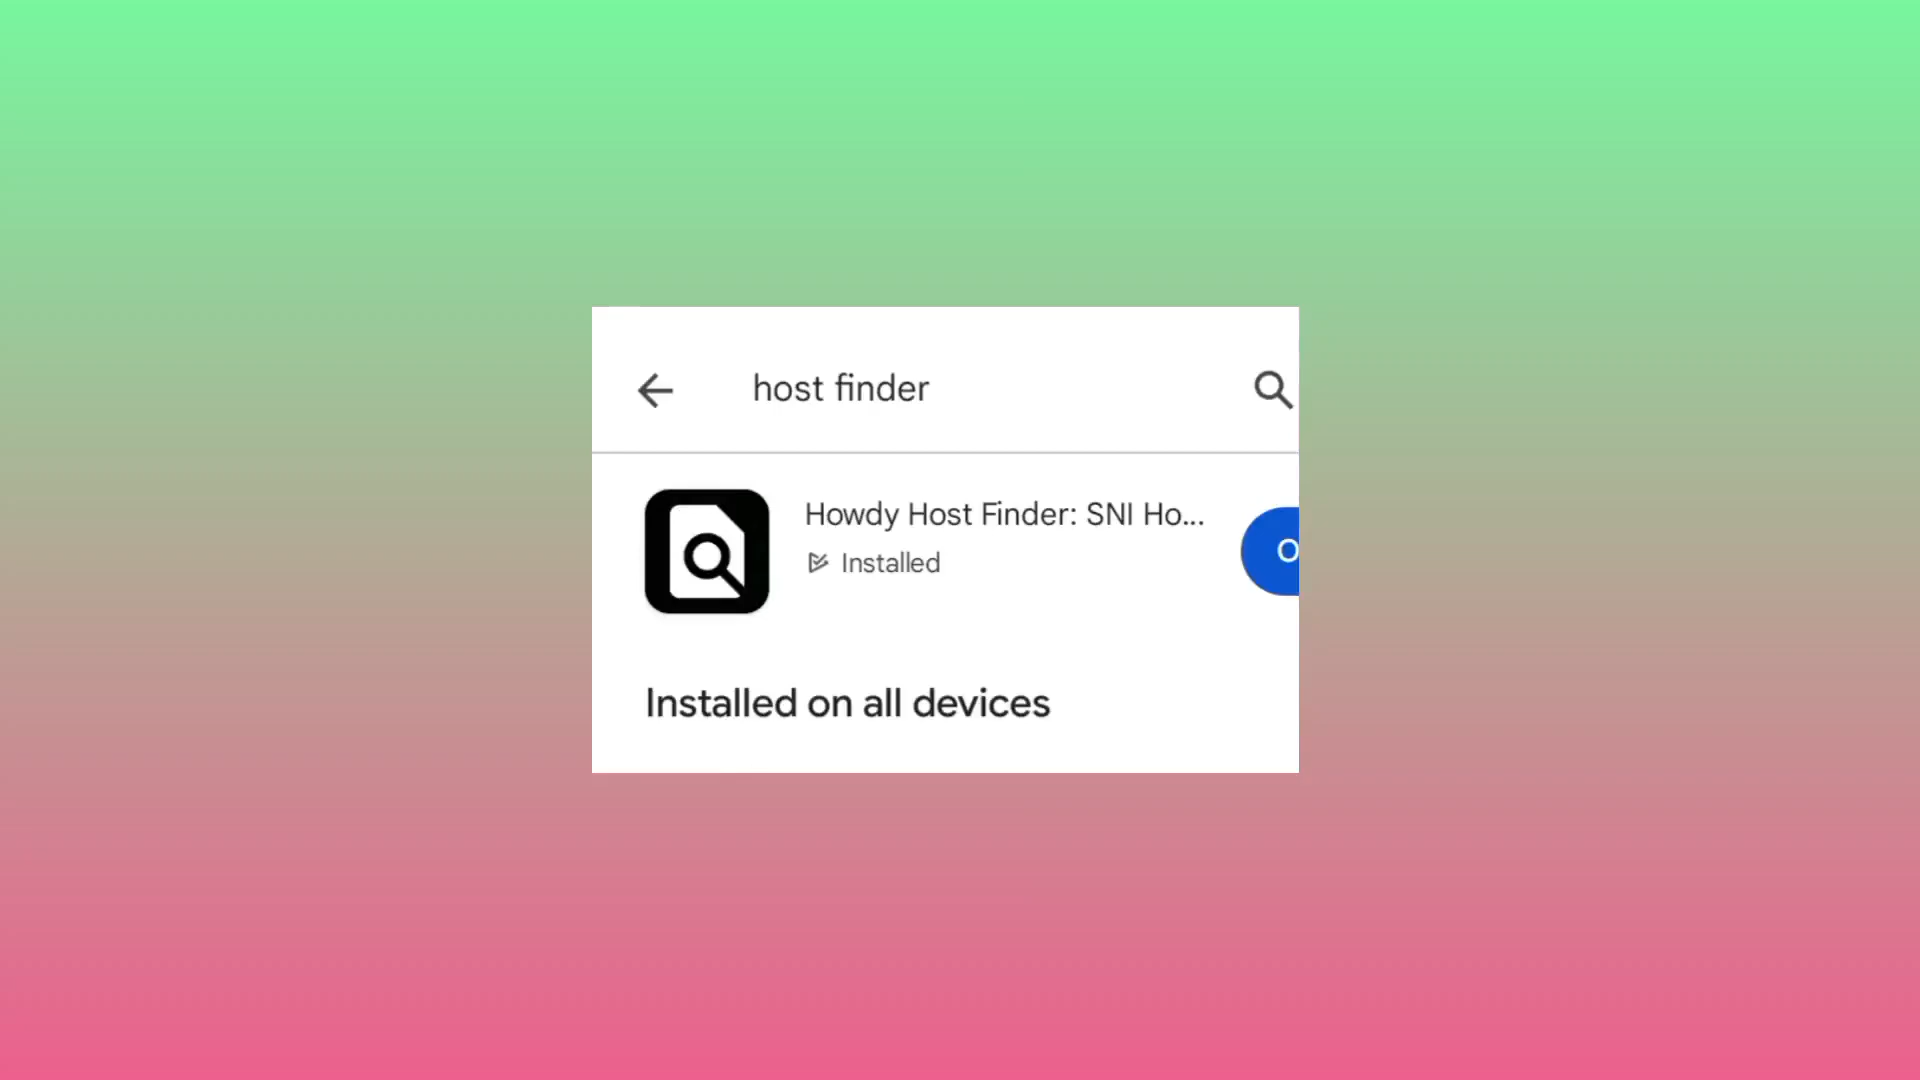 host finder
Howdy Host Finder: SNI Ho...
Installed
O
Installed on all devices